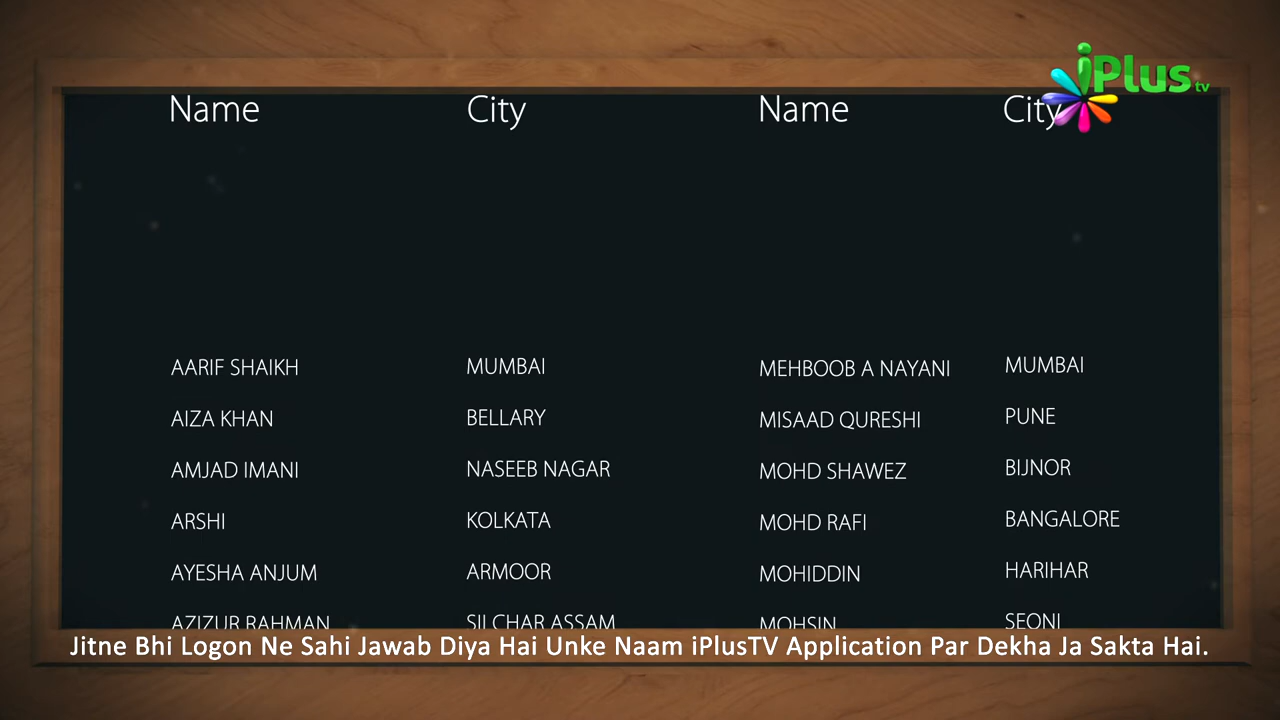 iPlus tv
Name City Name City
AARIF SHAIKH MUMBAI MEHBOOB A NAYANI MUMBAI
AIZA KHAN BELLARY MISAAD QURESHI PUNE
AMJAD IMANI NASEEB NAGAR MOHD SHAWEZ BIJNOR
ARSHI KOLKATA MOHD RAFI BANGALORE
AYESHA ANJUM ARMOOR MOHIDDIN HARIHAR
AZIZUR RAHMAN SILCHAR ASSAM MOHSIN SEONI
Jitne Bhi Logon Ne Sahi Jawab Diya Hai Unke Naam iPlusTV Application Par Dekha Ja Sakta Hai.